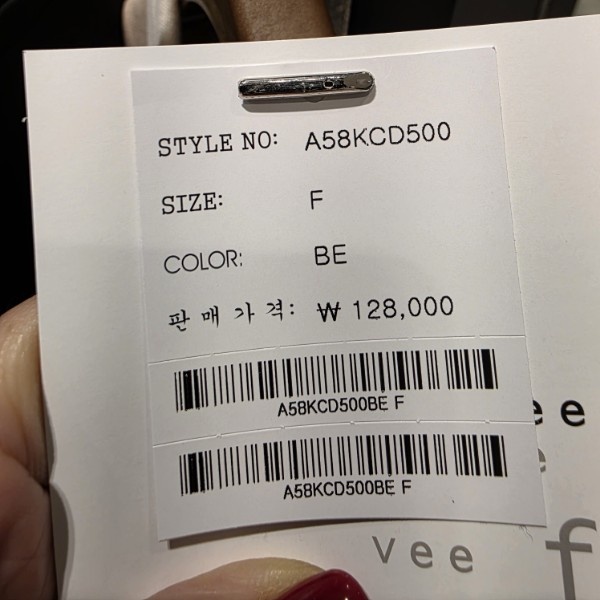 STYLE NO: A58KCD500
SIZE: F
COLOR: BE
판매가격: ₩ 128,000
A58KCD500BE F
A58KCD500BE F
vee